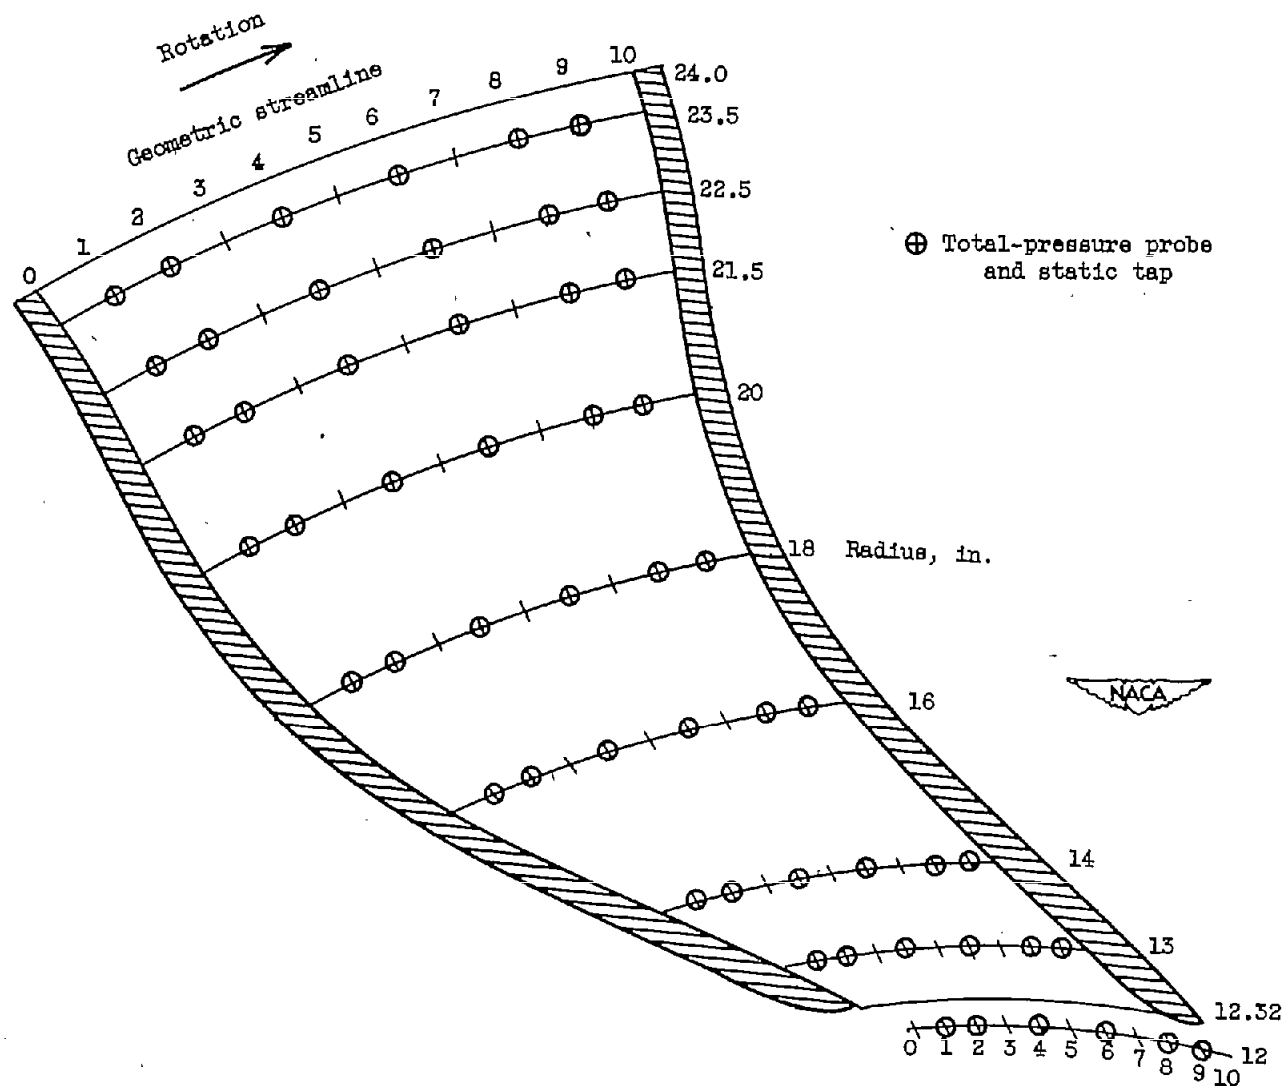 Rotation
Geometric streamline
0 1 2 3 4 5 6 7 8 9 10
24.0
23.5
22.5
Total-pressure probe
and static tap
21.5
20
18 Radius, in.
16
NACA
14
13
12.32
0 1 2 3 4 5 6 7 8 9 10
12